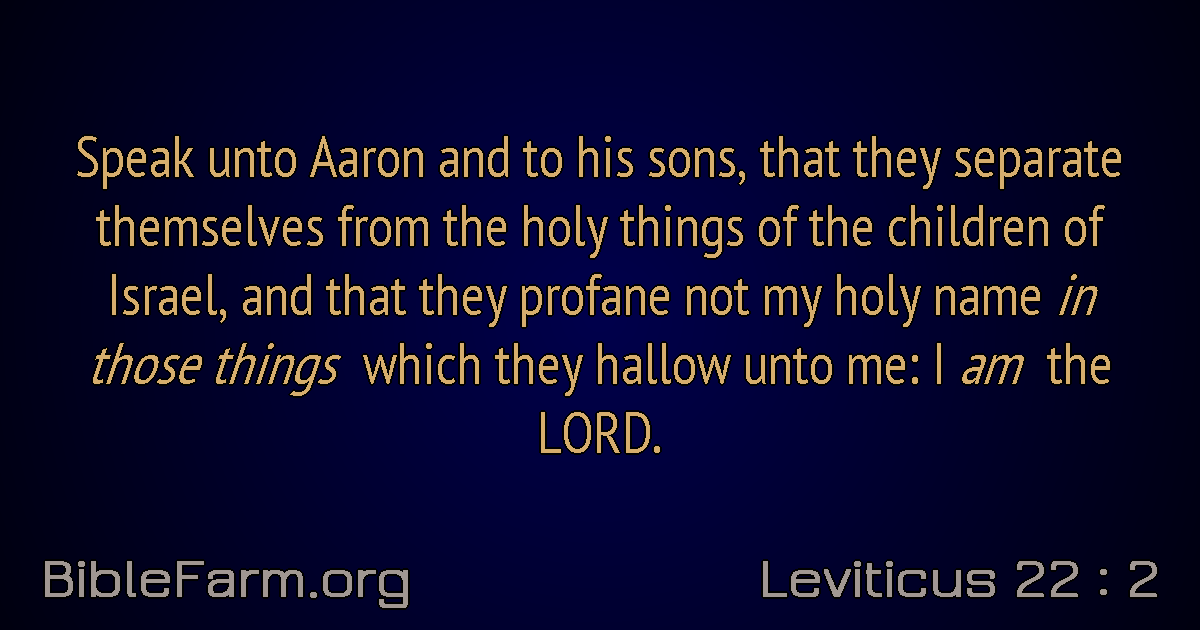 Speak unto Aaron and to his sons, that they separate
themselves from the holy things of the children of
Israel, and that they profane not my holy name in
those things which they hallow unto me: I am the
LORD.
BibleFarm.org
Leviticus 22 : 2